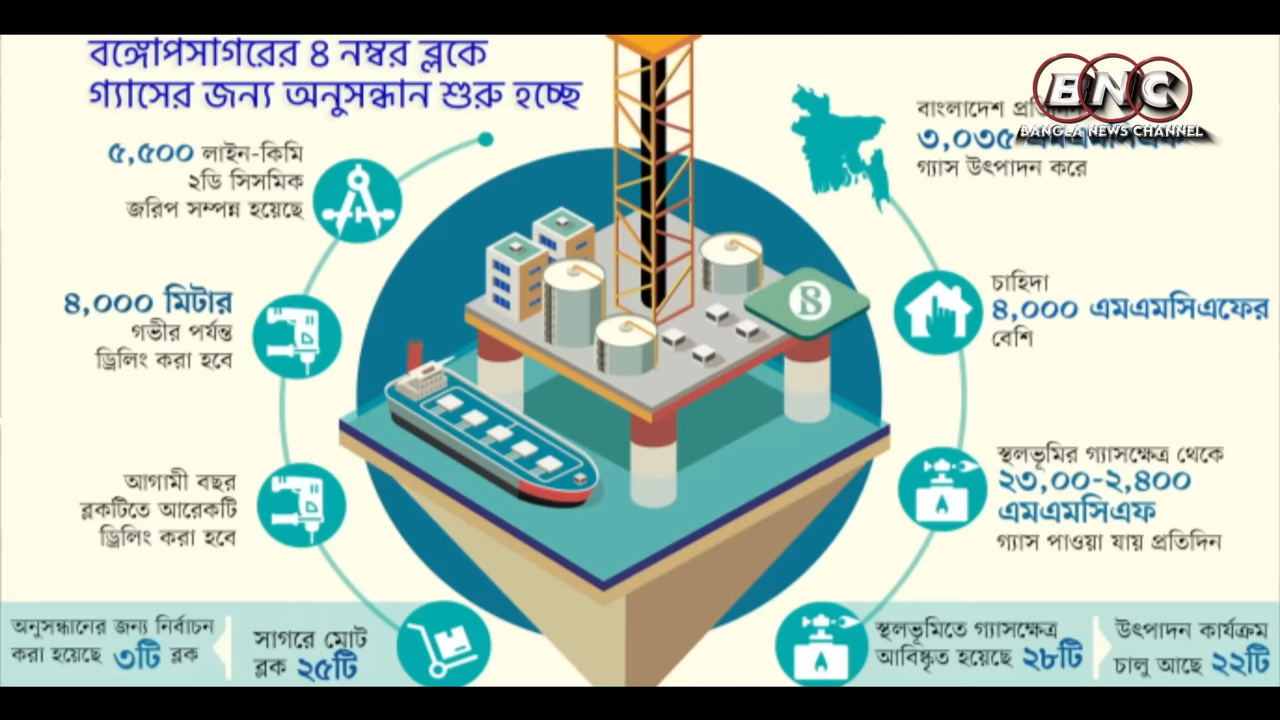 বঙ্গোপসাগরের ৪ নম্বর ব্লকে
গ্যাসের জন্য অনুসন্ধান শুরু হচ্ছে
৫,৫০০ লাইন-কিমি
২ডি সিসমিক
জরিপ সম্পন্ন হয়েছে
৪,০০০ মিটার
গভীর পর্যন্ত
ড্রিলিং করা হবে
আগামী বছর
ব্লকটিতে আরেকটি
ড্রিলিং করা হবে
অনুসন্ধানের জন্য নির্বাচন
করা হয়েছে ৩টি ব্লক
সাগরে মোট
ব্লক ২৫টি
BNC
BANGLA NEWS CHANNEL
বাংলাদেশ
৩,০৩৫
গ্যাস উৎপাদন করে
চাহিদা
৪,০০০ এমএমসিএফের
বেশি
স্থলভূমির গ্যাসক্ষেত্র থেকে
২৩,০০-২,৪০০
এমএমসিএফ
গ্যাস পাওয়া যায় প্রতিদিন
স্থলভূমিতে গ্যাসক্ষেত্র
আবিষ্কৃত হয়েছে ২৮টি
উৎপাদন কার্যক্রম
চালু আছে ২২টি